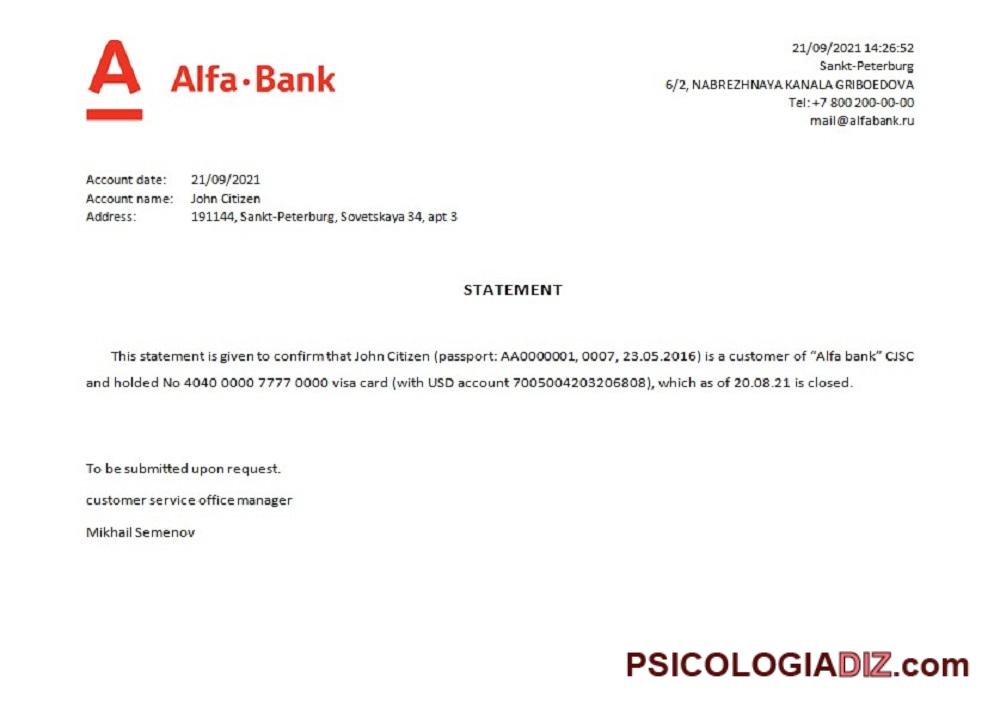 Alfa·Bank
21/09/2021 14:26:52
Sankt-Peterburg
6/2, NABREZHNAYA KANALA GRIBOEDOVA
Tel: +7 800 200-00-00
mail@alfabank.ru
Account date: 21/09/2021
Account name: John Citizen
Address: 191144, Sankt-Peterburg, Sovetskaya 34, apt 3
STATEMENT
This statement is given to confirm that John Citizen (passport: AA0000001, 0007, 23.05.2016) is a customer of “Alfa bank” CJSC
and holded No 4040 0000 7777 0000 visa card (with USD account 7005004203206808), which as of 20.08.21 is closed.
To be submitted upon request.
customer service office manager
Mikhail Semenov
PSICOLOGIADIZ.com